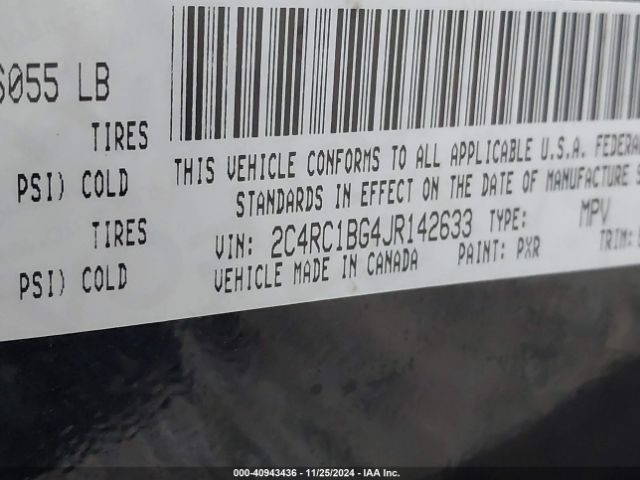 6055 LB
TIRES
PSI) COLD
TIRES
PSI) COLD
THIS VEHICLE CONFORMS TO ALL APPLICABLE U.S.A. FEDERA
STANDARDS IN EFFECT ON THE DATE OF MANUFACTURE S
VIN: 2C4RC1BG4JR142633 TYPE: MPV
VEHICLE MADE IN CANADA PAINT: PXR TRIM:
000-40943436 - 11/25/2024 - IAA Inc.